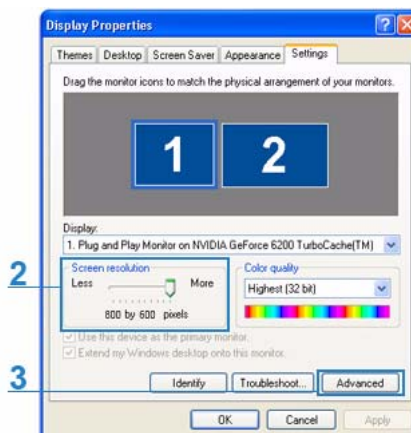 Display Properties
Themes Desktop Screen Saver Appearance Settings
Drag the monitor icons to match the physical arrangement of your monitors.
1 2
Display:
1. Plug and Play Monitor on NVIDIA GeForce 6200 TurboCache(TM)
2
Screen resolution
Less More
800 by 600 pixels
Color quality
Highest (32 bit)
Use this device as the primary monitor.
Extend my Windows desktop onto this monitor.
3
Identify Troubleshoot... Advanced
OK Cancel Apply